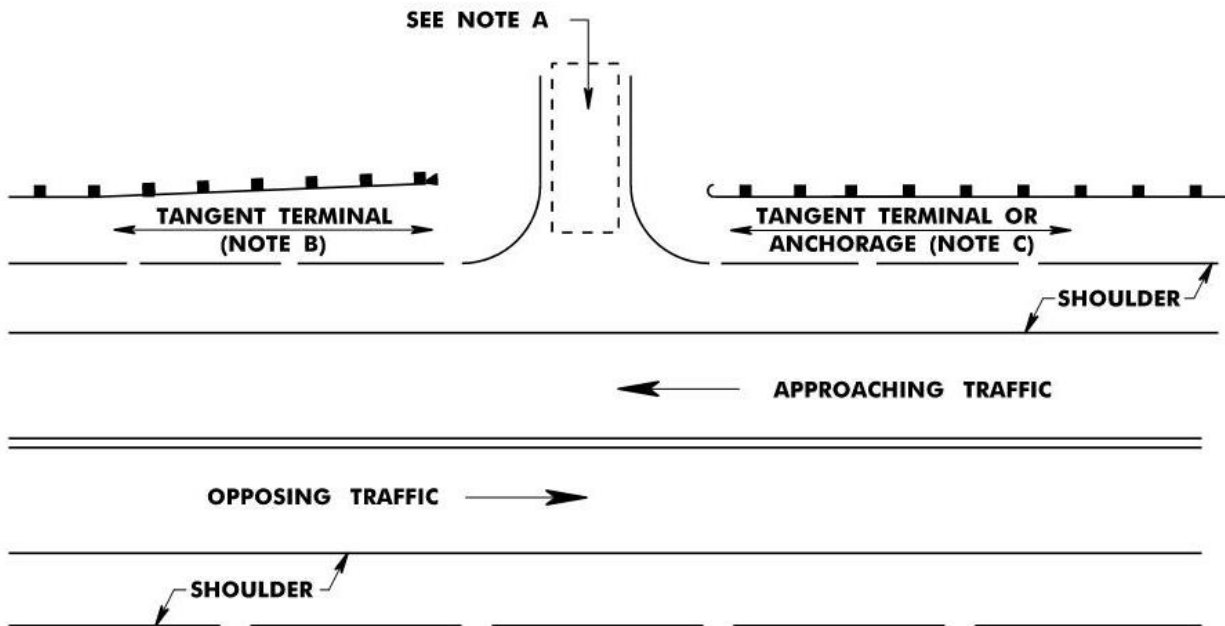 SEE NOTE A
TANGENT TERMINAL
(NOTE B)
TANGENT TERMINAL OR
ANCHORAGE (NOTE C)
SHOULDER
APPROACHING TRAFFIC
OPPOSING TRAFFIC
SHOULDER